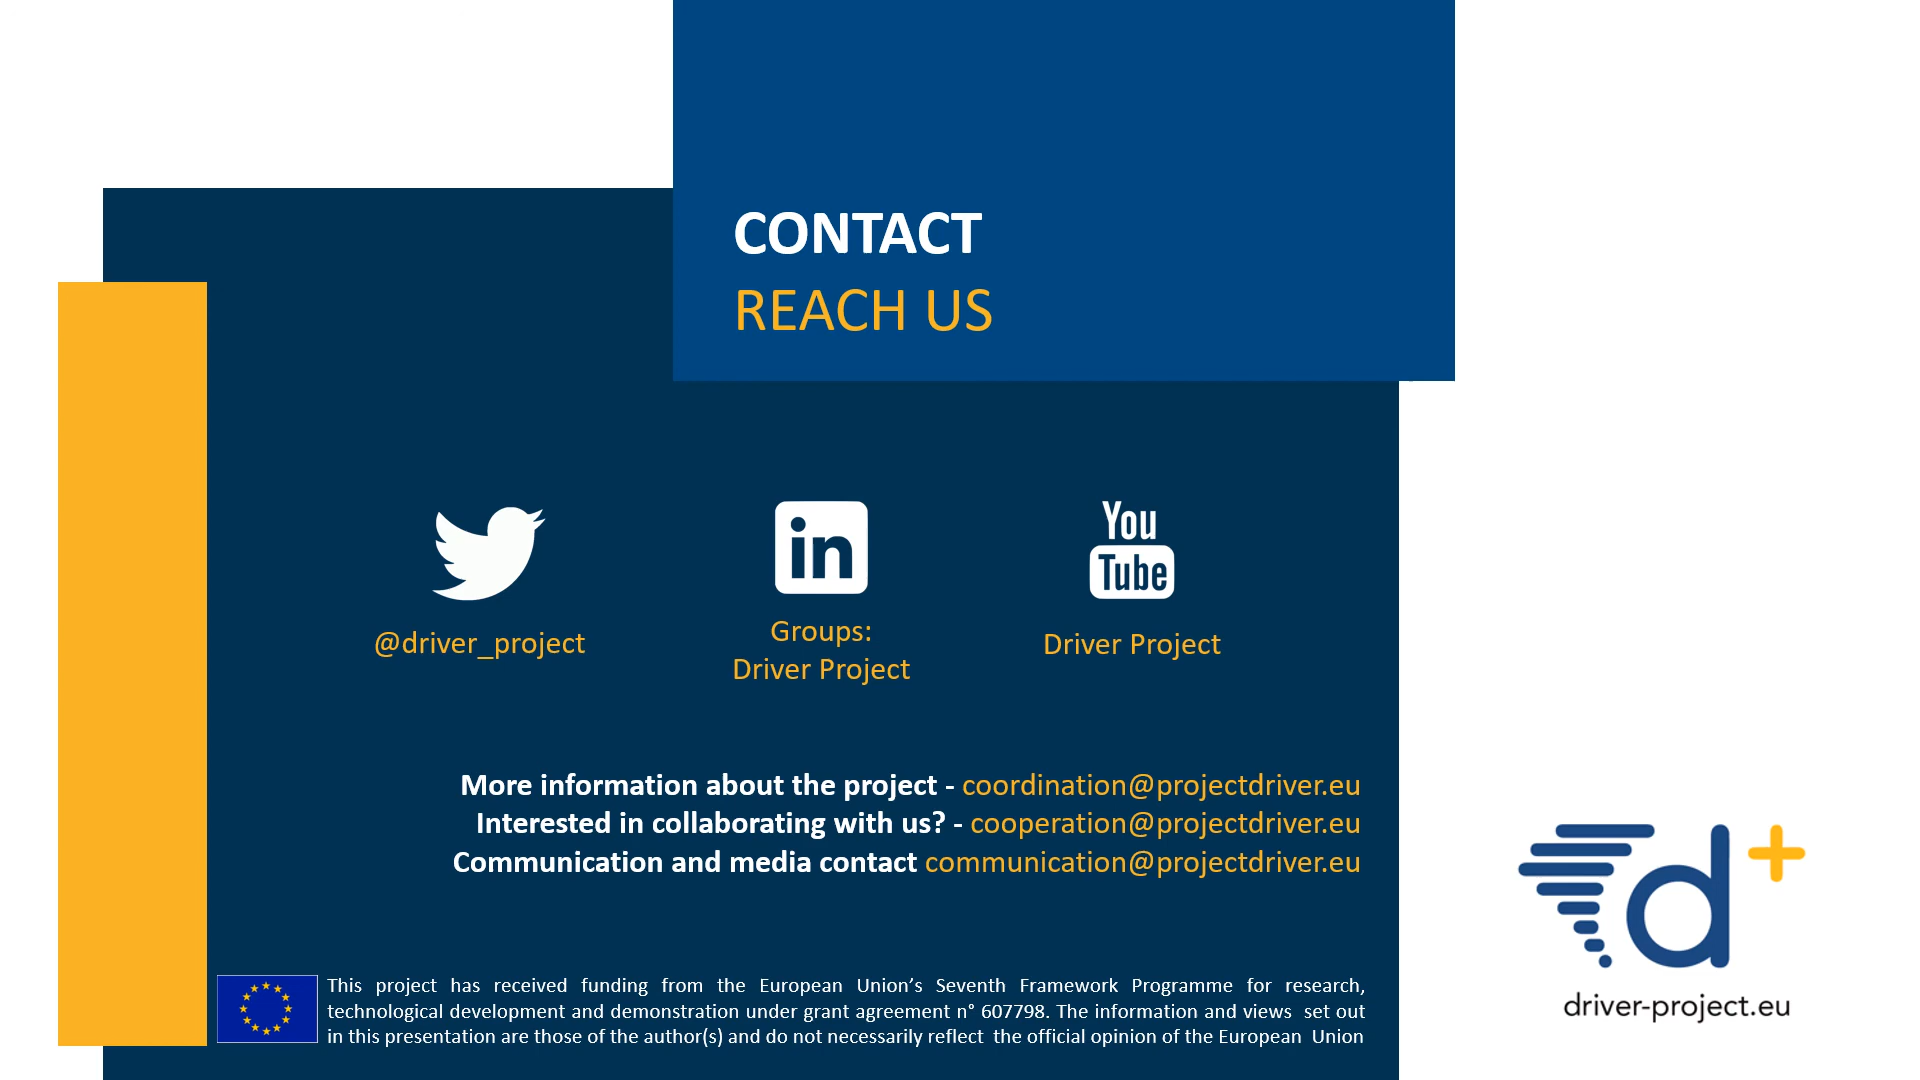 CONTACT
REACH US
in
You
Tube
@driver_project
Groups:
Driver Project
Driver Project
More information about the project - coordination@projectdriver.eu
Interested in collaborating with us? - cooperation@projectdriver.eu
Communication and media contact communication@projectdriver.eu
This project has received funding from the European Union’s Seventh Framework Programme for research,
technological development and demonstration under grant agreement n° 607798. The information and views set out
in this presentation are those of the author(s) and do not necessarily reflect the official opinion of the European Union
d+
driver-project.eu